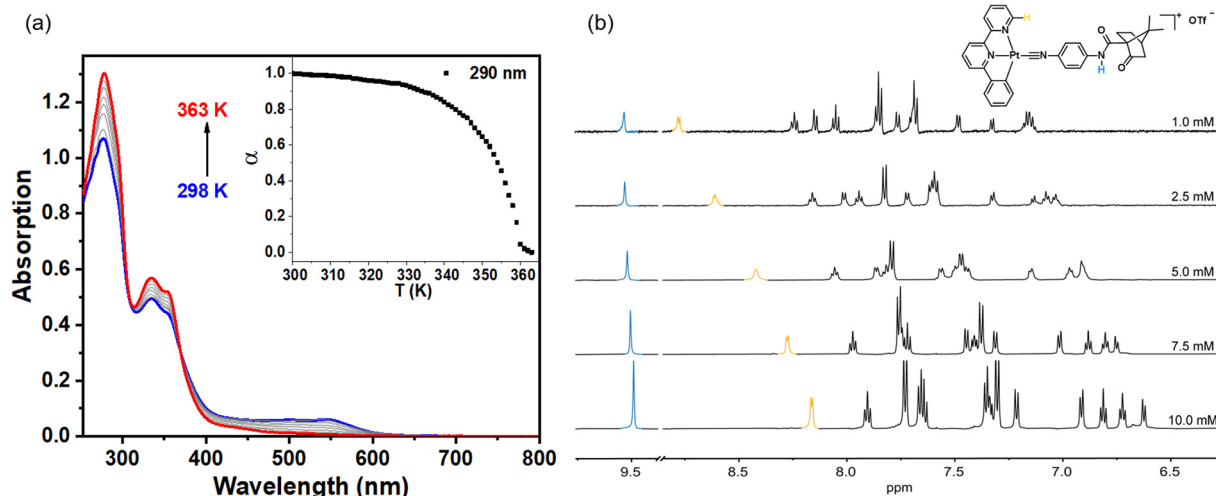 (a)
1.2
1.0
0.8
0.6
0.4
0.2
0.0
Absorption
300 400 500 600 700 800
Wavelength (nm)
363 K
298 K
290 nm
1.0
0.8
0.6
0.4
0.2
0.0
α
300 310 320 330 340 350 360
T (K)
(b)
H
N
N
Pt
≡N
O
N
H
O
+
OTf⁻
1.0 mM
2.5 mM
5.0 mM
7.5 mM
10.0 mM
9.5 8.5 8.0 7.5 7.0 6.5
ppm